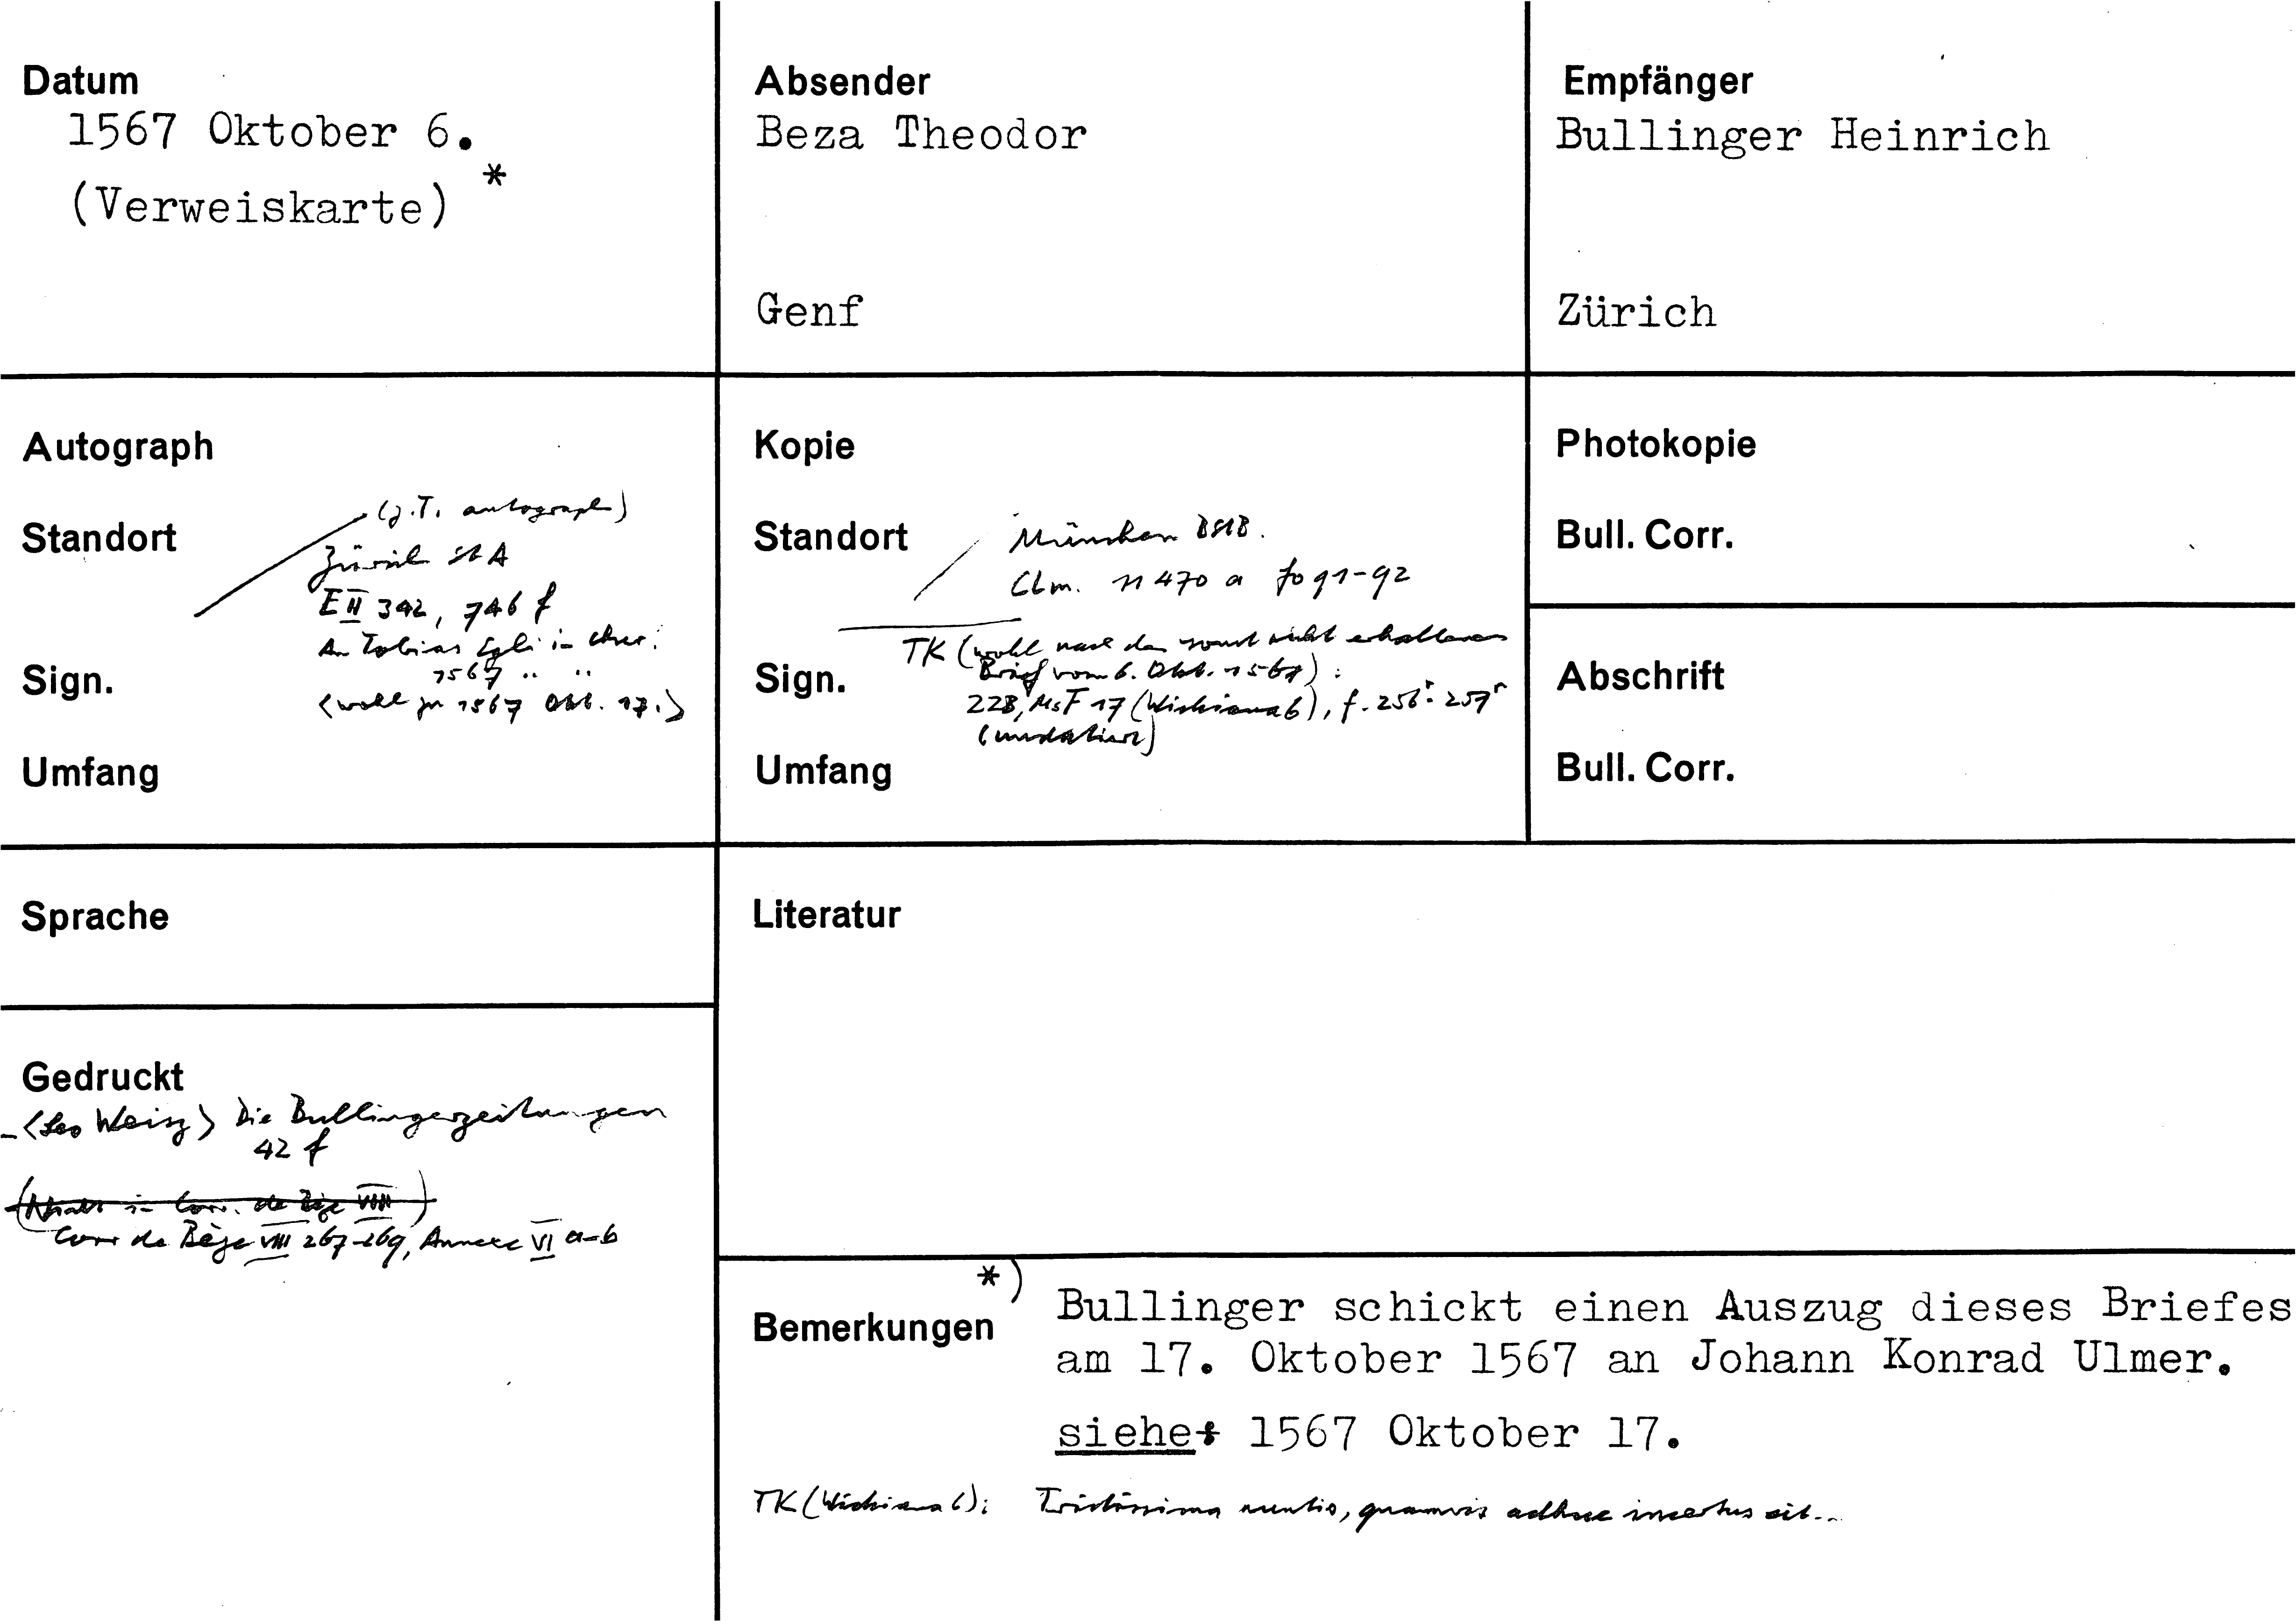 Datum
1567 Oktober 6.
(Verweiskarte) *
Absender
Beza Theodor
Genf
Empfänger
Bullinger Heinrich
Zürich
Autograph
Standort
(z.T. autograph)
Zürich StA
E II 342, 746 f
An Tobias Egli in Chur:
1567 " "
<wohl zu 1567 Okt. 17.>
Sign.
Umfang
Kopie
Standort
München BStB.
Clm. 11470 a fo 91-92
TK (wohl nach dem sonst nicht erhaltenen
Brief vom 6. Okt. 1567):
Sign.
ZZB, Ms F 17 (Wickiana 6), f. 256r-257r
(undatiert)
Umfang
Photokopie
Bull. Corr.
Abschrift
Bull. Corr.
Sprache
Gedruckt
- <Leo Weisz> Die Bullingerzeitungen
42 f
in Corr. de Bèze VIII)
Corr de Bèze VIII 267-269, Annexe VI a-b
Literatur
Bemerkungen
*) Bullinger schickt einen Auszug dieses Briefes
am 17. Oktober 1567 an Johann Konrad Ulmer.
siehe: 1567 Oktober 17.
TK (Wickiana 6): Tristissima nuntio, quamvis adhuc incertus sit...